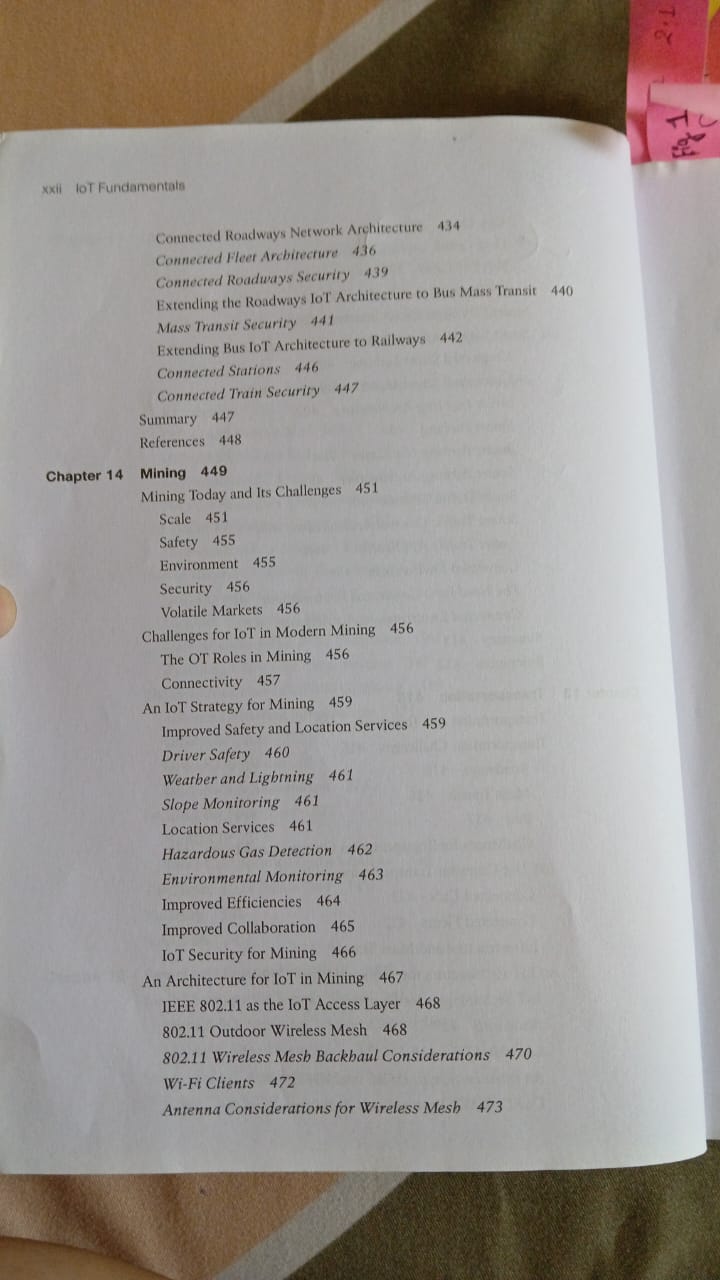 xxii IoT Fundamentals
Connected Roadways Network Architecture 434
Connected Fleet Architecture 436
Connected Roadways Security 439
Extending the Roadways IoT Architecture to Bus Mass Transit 440
Mass Transit Security 441
Extending Bus IoT Architecture to Railways 442
Connected Stations 446
Connected Train Security 447
Summary 447
References 448
Chapter 14 Mining 449
Mining Today and Its Challenges 451
Scale 451
Safety 455
Environment 455
Security 456
Volatile Markets 456
Challenges for IoT in Modern Mining 456
The OT Roles in Mining 456
Connectivity 457
An IoT Strategy for Mining 459
Improved Safety and Location Services 459
Driver Safety 460
Weather and Lightning 461
Slope Monitoring 461
Location Services 461
Hazardous Gas Detection 462
Environmental Monitoring 463
Improved Efficiencies 464
Improved Collaboration 465
IoT Security for Mining 466
An Architecture for IoT in Mining 467
IEEE 802.11 as the IoT Access Layer 468
802.11 Outdoor Wireless Mesh 468
802.11 Wireless Mesh Backhaul Considerations 470
Wi-Fi Clients 472
Antenna Considerations for Wireless Mesh 473
2:1
Fig 1